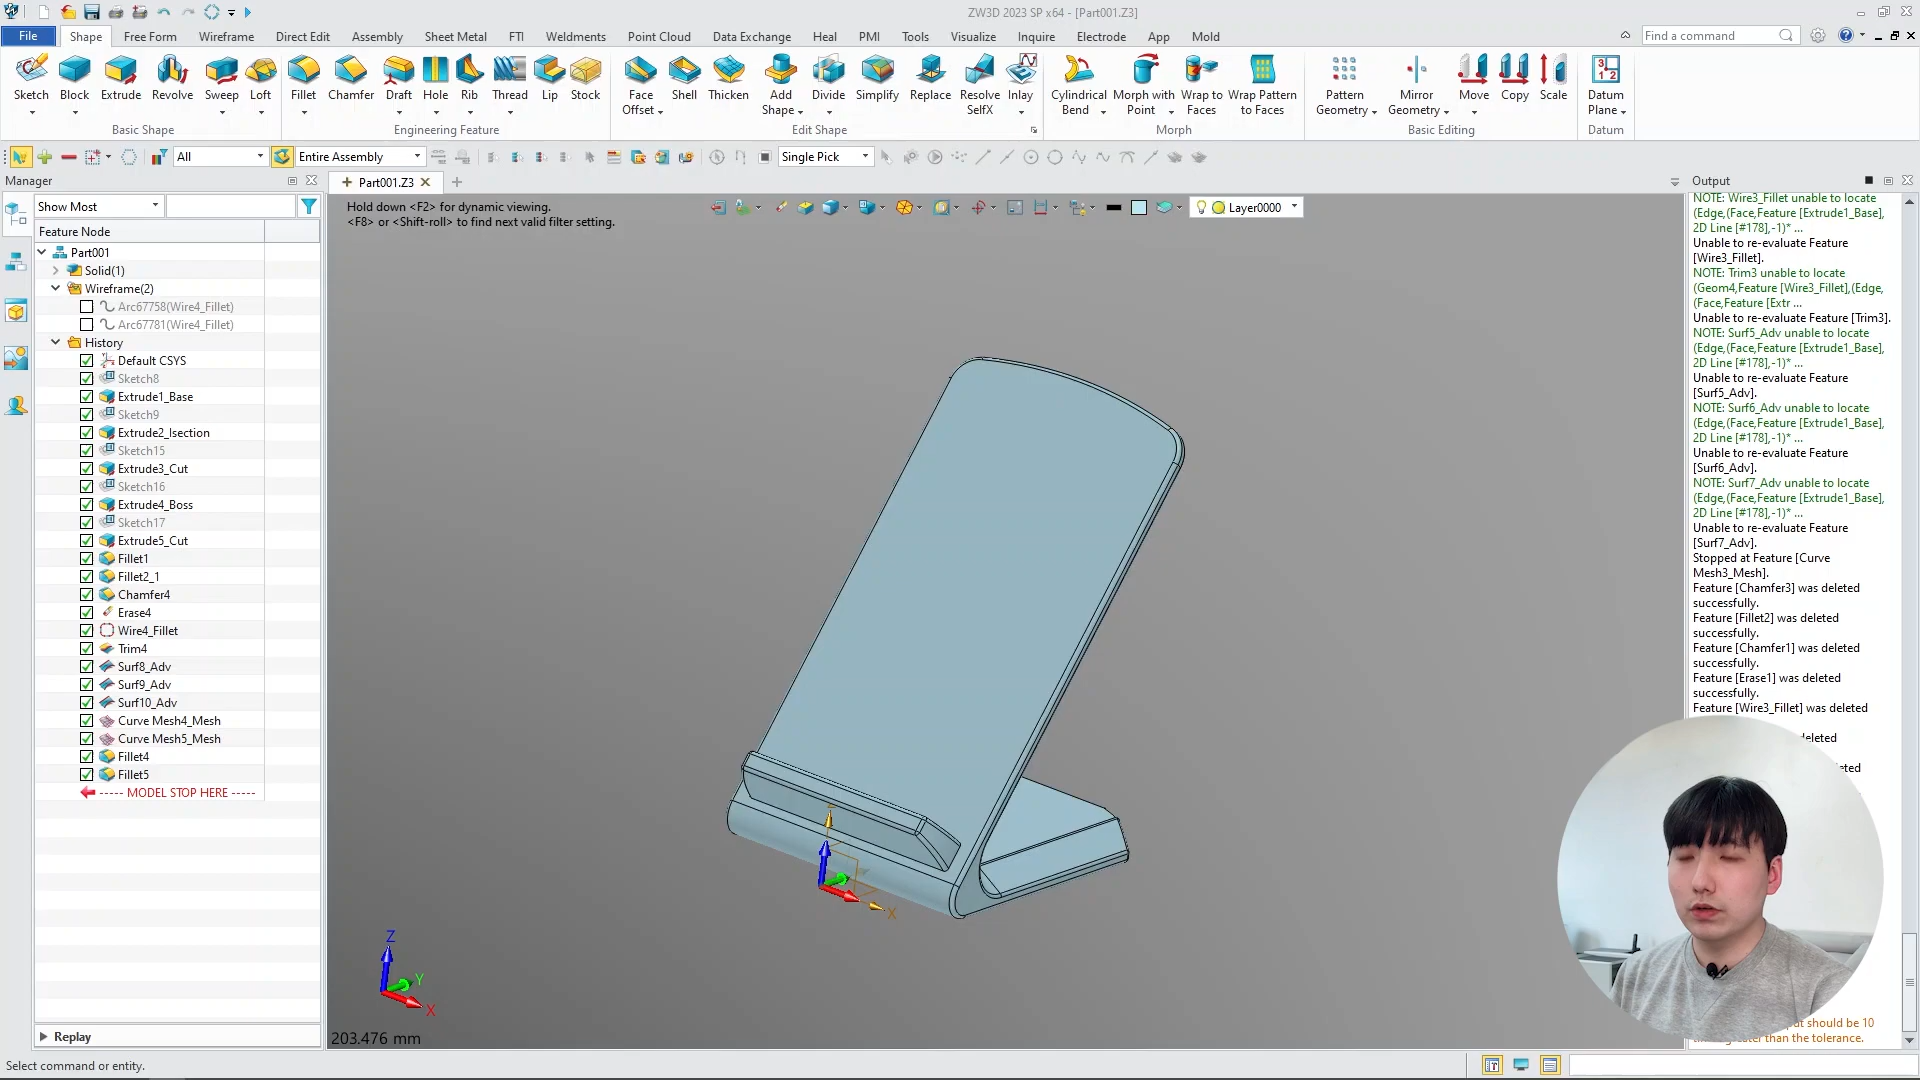 ZW3D 2023 SP x64 - [Part001.Z3]
File Shape Free Form Wireframe Direct Edit Assembly Sheet Metal FTI Weldments Point Cloud Data Exchange Heal PMI Tools Visualize Inquire Electrode App Mold Find a command
Sketch Block Extrude Revolve Sweep Loft Fillet Chamfer Draft Hole Rib Thread Lip Stock Face Offset Shell Thicken Add Shape Divide Simplify Replace Resolve SelfX Inlay Cylindrical Bend Morph with Point Wrap to Faces Wrap Pattern to Faces Pattern Geometry Mirror Geometry Move Copy Scale Datum Plane
Basic Shape Engineering Feature Edit Shape Morph Basic Editing Datum
All Entire Assembly Single Pick
Manager
Part001.Z3
Output
Show Most
Hold down <F2> for dynamic viewing.
<F8> or <Shift-roll> to find next valid filter setting.
Layer0000
Feature Node
Part001
Solid(1)
Wireframe(2)
Arc67758(Wire4_Fillet)
Arc67781(Wire4_Fillet)
History
Default CSYS
Sketch8
Extrude1_Base
Sketch9
Extrude2_Isection
Sketch15
Extrude3_Cut
Sketch16
Extrude4_Boss
Sketch17
Extrude5_Cut
Fillet1
Fillet2_1
Chamfer4
Erase4
Wire4_Fillet
Trim4
Surf8_Adv
Surf9_Adv
Surf10_Adv
Curve Mesh4_Mesh
Curve Mesh5_Mesh
Fillet4
Fillet5
----- MODEL STOP HERE -----
Replay
X
Z
Y
X
203.476 mm
NOTE: Wire3_Fillet unable to locate
(Edge,(Face,Feature [Extrude1_Base],
2D Line [#178],-1)* ...
Unable to re-evaluate Feature
[Wire3_Fillet].
NOTE: Trim3 unable to locate
(Geom4,Feature [Wire3_Fillet],(Edge,
(Face,Feature [Extr ...
Unable to re-evaluate Feature [Trim3].
NOTE: Surf5_Adv unable to locate
(Edge,(Face,Feature [Extrude1_Base],
2D Line [#178],-1)* ...
Unable to re-evaluate Feature
[Surf5_Adv].
NOTE: Surf6_Adv unable to locate
(Edge,(Face,Feature [Extrude1_Base],
2D Line [#178],-1)* ...
Unable to re-evaluate Feature
[Surf6_Adv].
NOTE: Surf7_Adv unable to locate
(Edge,(Face,Feature [Extrude1_Base],
2D Line [#178],-1)* ...
Unable to re-evaluate Feature
[Surf7_Adv].
Stopped at Feature [Curve
Mesh3_Mesh].
Feature [Chamfer3] was deleted
successfully.
Feature [Fillet2] was deleted
successfully.
Feature [Chamfer1] was deleted
successfully.
Feature [Erase1] was deleted
successfully.
Feature [Wire3_Fillet] was deleted
should be 10
than the tolerance.
Select command or entity.